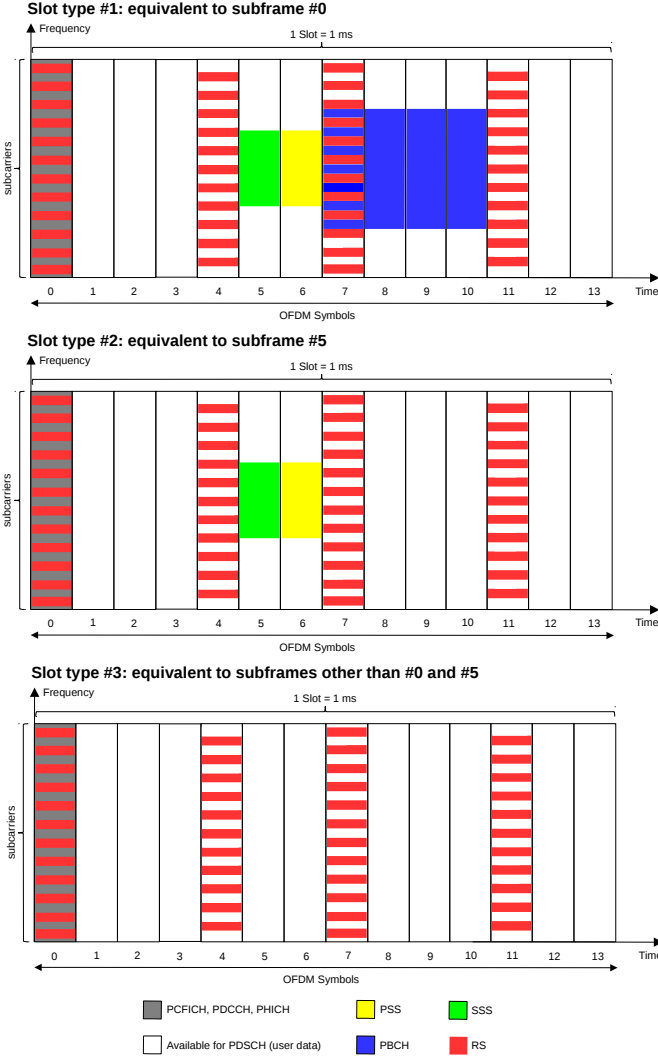 Slot type #1: equivalent to subframe #0
Frequency
1 Slot = 1 ms
subcarriers
0 1 2 3 4 5 6 7 8 9 10 11 12 13 Time
OFDM Symbols
Slot type #2: equivalent to subframe #5
Frequency
1 Slot = 1 ms
subcarriers
0 1 2 3 4 5 6 7 8 9 10 11 12 13 Time
OFDM Symbols
Slot type #3: equivalent to subframes other than #0 and #5
Frequency
1 Slot = 1 ms
subcarriers
0 1 2 3 4 5 6 7 8 9 10 11 12 13 Time
OFDM Symbols
PCFICH, PDCCH, PHICH PSS SSS
Available for PDSCH (user data) PBCH RS